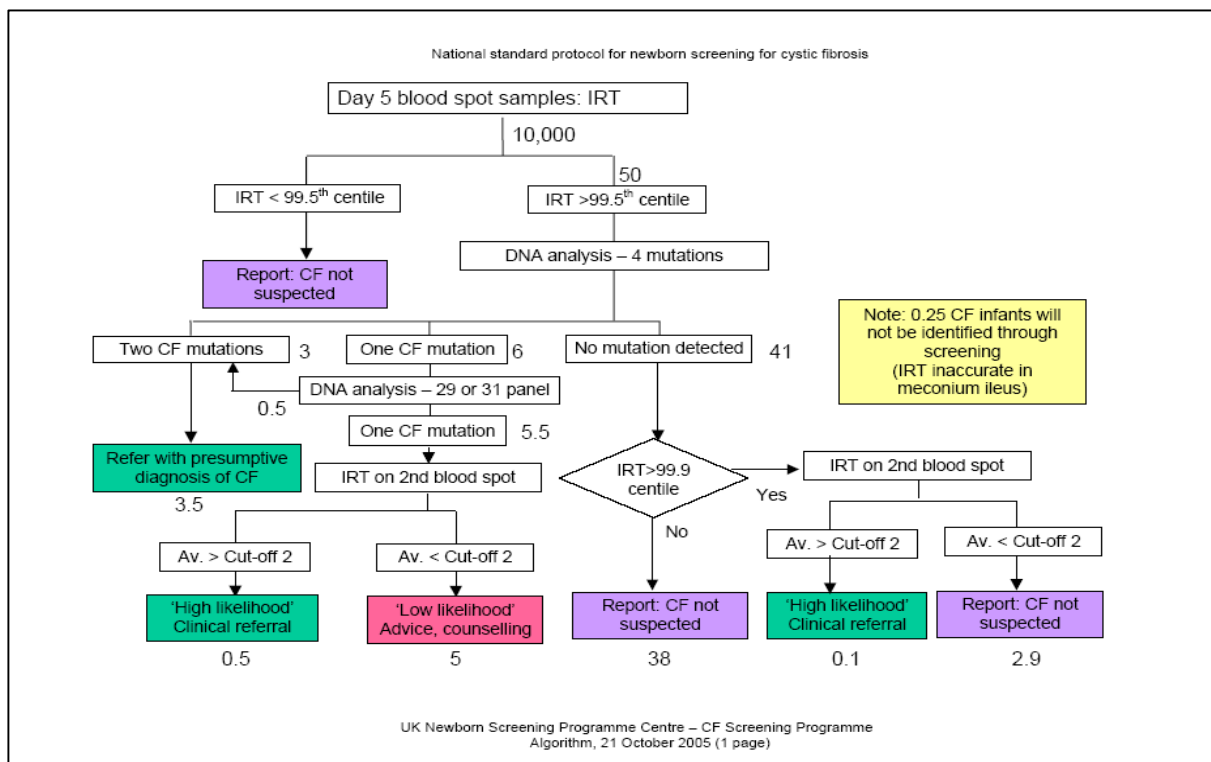 National standard protocol for newborn screening for cystic fibrosis
Day 5 blood spot samples: IRT
10,000
50
IRT < 99.5th centile
IRT >99.5th centile
DNA analysis – 4 mutations
Report: CF not
suspected
Note: 0.25 CF infants will
not be identified through
screening
(IRT inaccurate in
meconium ileus)
Two CF mutations
3
One CF mutation
6
No mutation detected
41
DNA analysis – 29 or 31 panel
0.5
One CF mutation
5.5
Refer with presumptive
diagnosis of CF
3.5
IRT on 2nd blood spot
IRT>99.9
centile
Yes
No
IRT on 2nd blood spot
Av. > Cut-off 2
Av. < Cut-off 2
Av. > Cut-off 2
Av. < Cut-off 2
‘High likelihood’
Clinical referral
0.5
‘Low likelihood’
Advice, counselling
5
Report: CF not
suspected
38
‘High likelihood’
Clinical referral
0.1
Report: CF not
suspected
2.9
UK Newborn Screening Programme Centre – CF Screening Programme
Algorithm, 21 October 2005 (1 page)